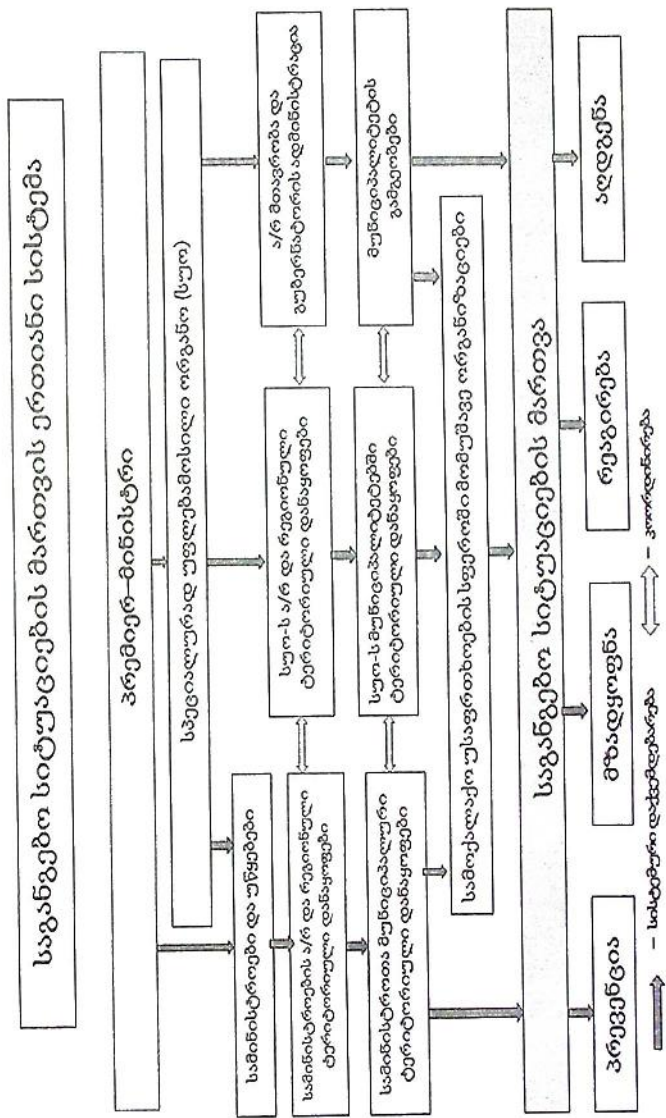 საგანგებო სიტუაციების მართვის ერთიანი სისტემა
პრემიერ–მინისტრი
სპეციალურად უფლებამოსილი ორგანო (სუო)
სამინისტროები და უწყებები
ა/რ მთავრობა და
გუბერნატორის ადმინისტრაცია
სამინისტროების ა/რ და რეგიონული
ტერიტორიული დანაყოფები
სუო-ს ა/რ და რეგიონული
ტერიტორიული დანაყოფები
სამინისტროთა მუნიციპალური
ტერიტორიული დანაყოფები
სუო-ს მუნიციპალიტეტებში
ტერიტორიული დანაყოფები
მუნიციპალიტეტის
გამგეობები
სამოქალაქო უსაფრთხოების სფეროში მომუშავე ორგანიზაციები
საგანგებო სიტუაციების მართვა
პრევენცია
მზადყოფნა
რეაგირება
აღდგენა
– სისტემური დაქვემდებარება
– კოორდინირება